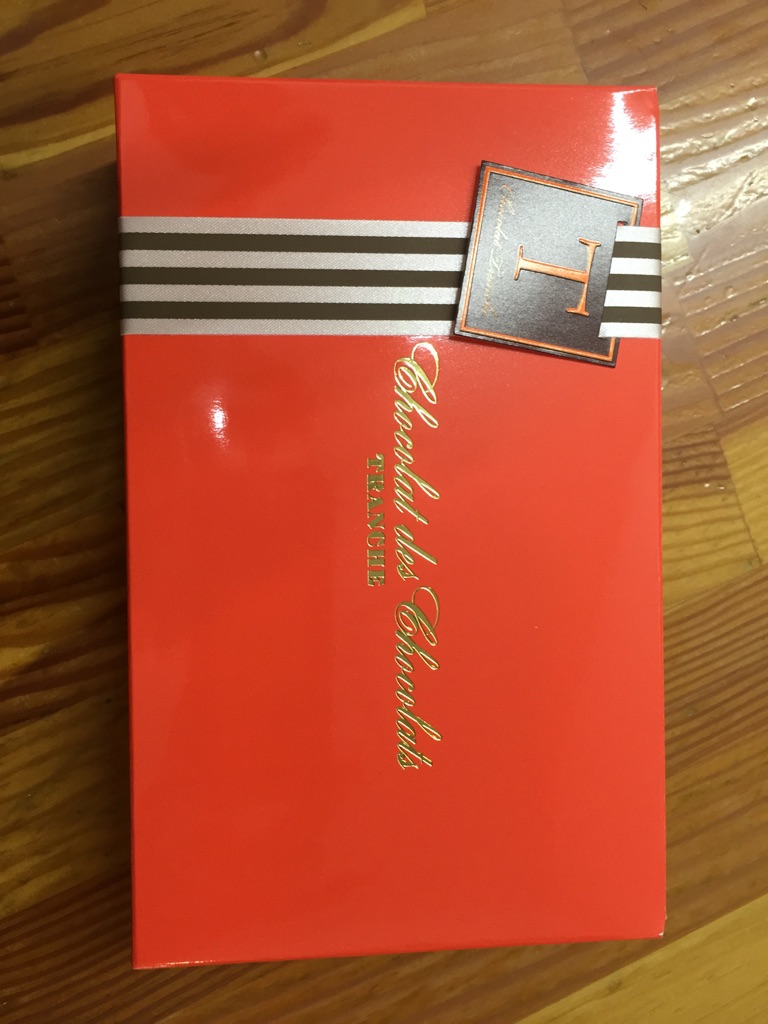 T
Chocolat des Chocolats
TRANCHE